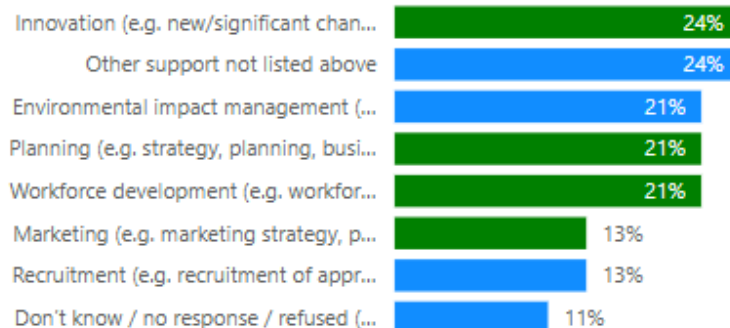 Innovation (e.g. new/significant chan... 24%
Other support not listed above 24%
Environmental impact management (... 21%
Planning (e.g. strategy, planning, busi... 21%
Workforce development (e.g. workfor... 21%
Marketing (e.g. marketing strategy, p... 13%
Recruitment (e.g. recruitment of appr... 13%
Don't know / no response / refused (... 11%